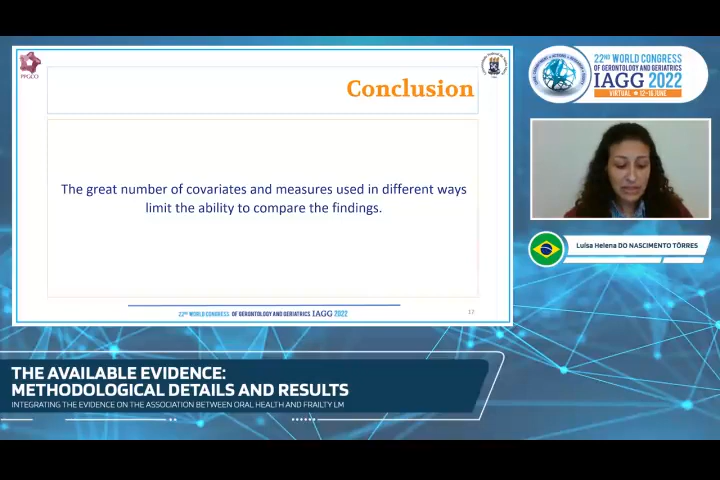 PPGCO
Conclusion
The great number of covariates and measures used in different ways
limit the ability to compare the findings.
22ND WORLD CONGRESS OF GERONTOLOGY AND GERIATRICS IAGG 2022
17
22ND WORLD CONGRESS
OF GERONTOLOGY AND GERIATRICS
IAGG 2022
VIRTUAL • 12-16 JUNE
Luísa Helena DO NASCIMENTO TÔRRES
THE AVAILABLE EVIDENCE:
METHODOLOGICAL DETAILS AND RESULTS
INTEGRATING THE EVIDENCE ON THE ASSOCIATION BETWEEN ORAL HEALTH AND FRAILTY LM